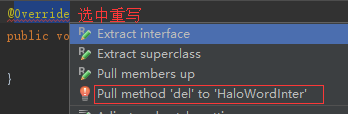 @Override 选中重写
public vo
Extract interface
Extract superclass
Pull members up
}
Pull method 'del' to 'HaloWordInter'